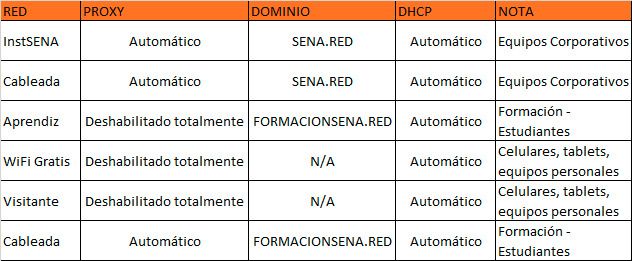 RED PROXY DOMINIO DHCP NOTA
InstSENA Automático SENA.RED Automático Equipos Corporativos
Cableada Automático SENA.RED Automático Equipos Corporativos
Aprendiz Deshabilitado totalmente FORMACIONSENA.RED Automático Formación -
Estudiantes
WiFi Gratis Deshabilitado totalmente N/A Automático Celulares, tablets,
equipos personales
Visitante Deshabilitado totalmente N/A Automático Celulares, tablets,
equipos personales
Cableada Automático FORMACIONSENA.RED Automático Formación -
Estudiantes